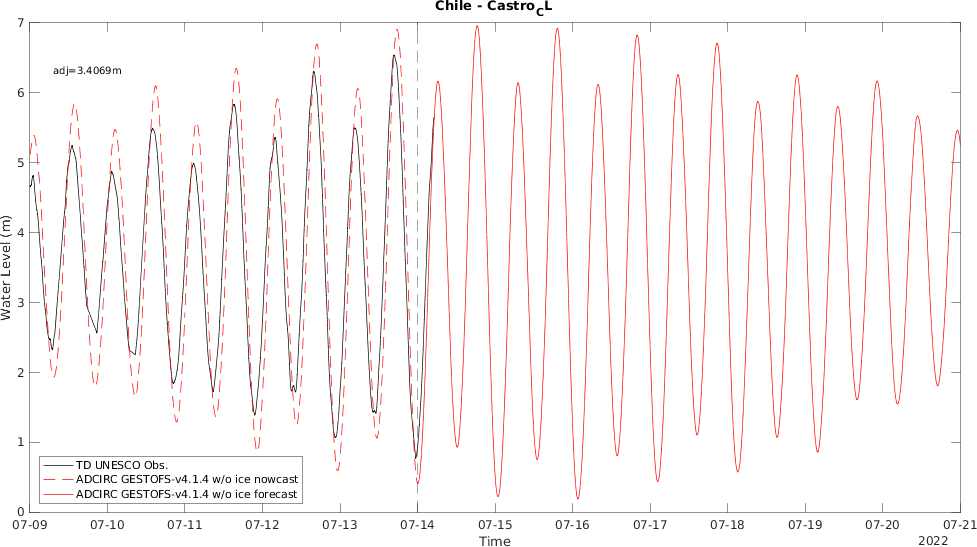 Chile - Castro_CL
7
adj=3.4069m
6
5
4
3
2
1
0
Water Level (m)
TD UNESCO Obs.
ADCIRC GESTOFS-v4.1.4 w/o ice nowcast
ADCIRC GESTOFS-v4.1.4 w/o ice forecast
07-09 07-10 07-11 07-12 07-13 07-14 07-15 07-16 07-17 07-18 07-19 07-20 07-21
Time
2022